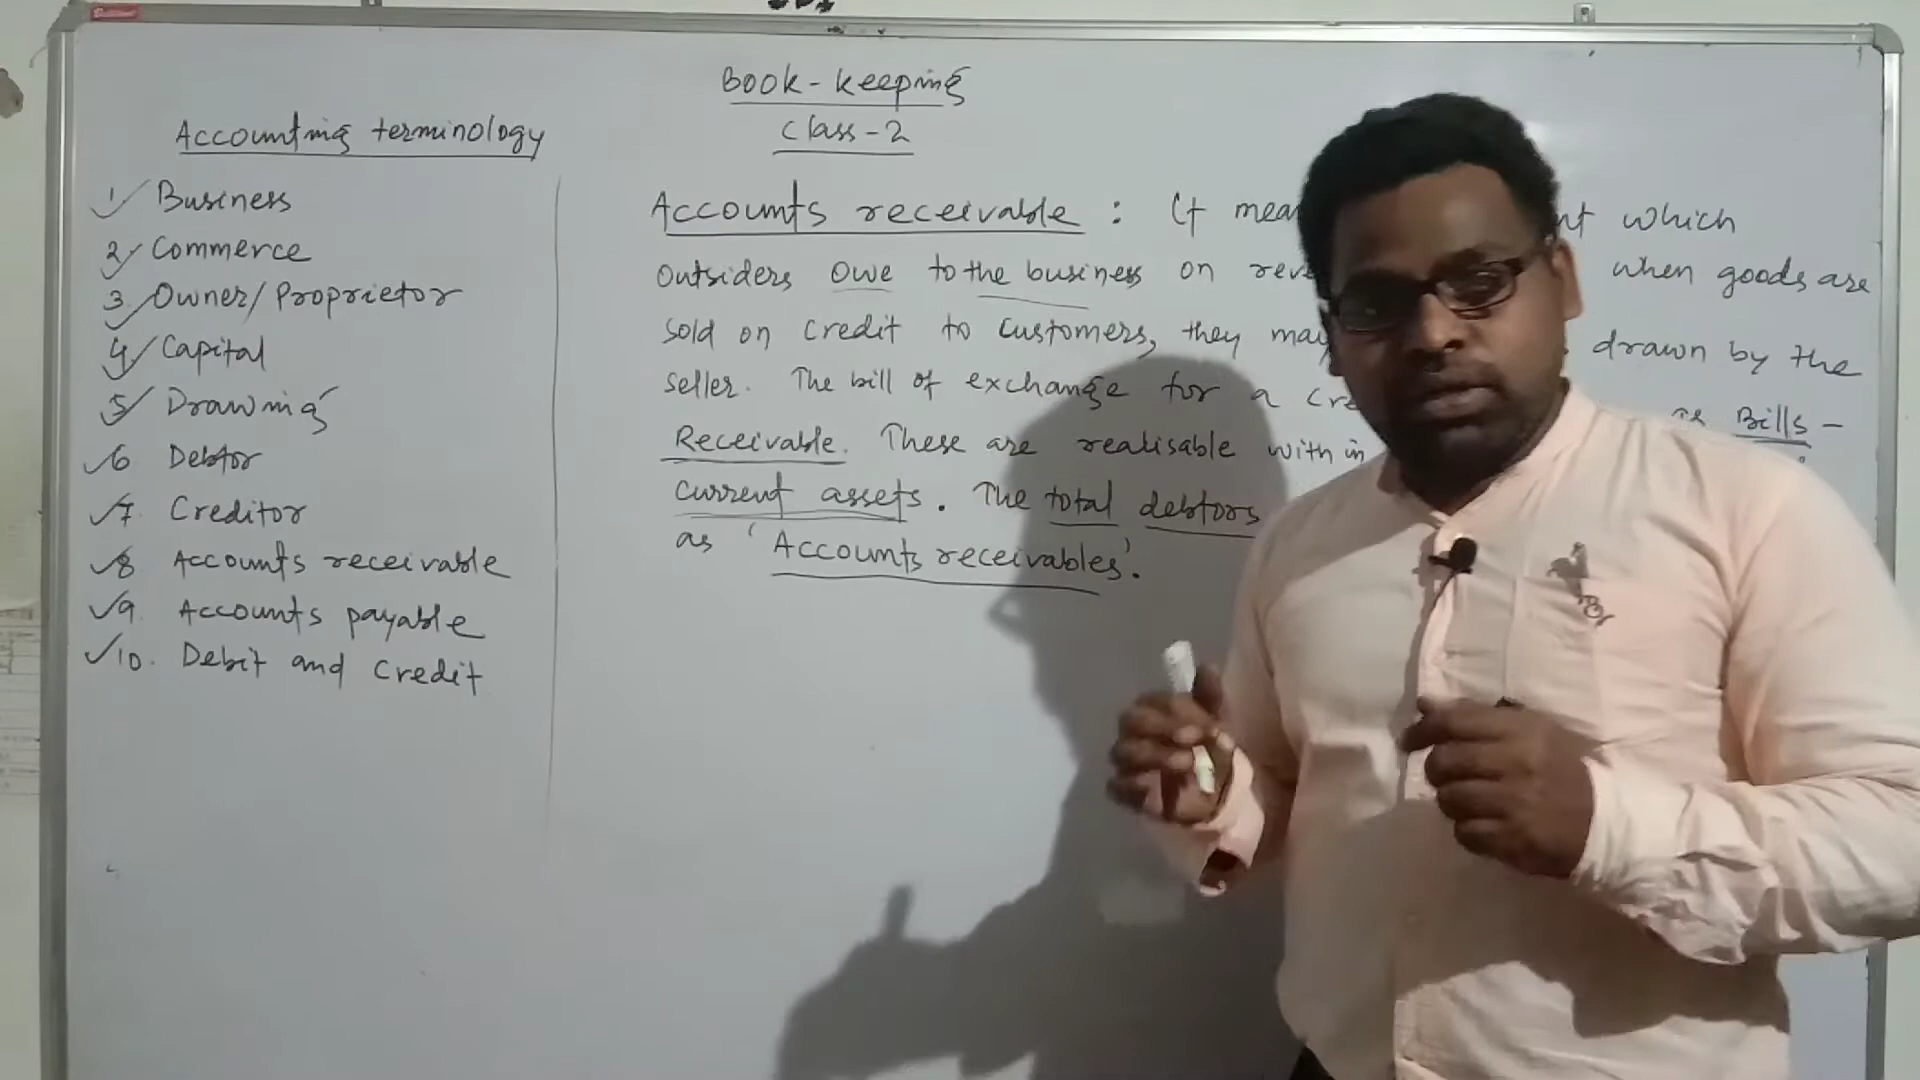 Book-keeping
Class-2
Accounting terminology
1 Business
2 Commerce
3 Owner/Proprietor
4 Capital
5 Drawing
6 Debtor
7. Creditor
8 Accounts receivable
9. Accounts payable
10. Debit and credit
Accounts receivable : It which
outsiders owe to the business on when goods are
sold on credit to customers, they may drawn by the
seller. The bill of exchange for a as Bills-
Receivable. These are realisable with in
current assets. The total debtors
as 'Accounts receivables'.